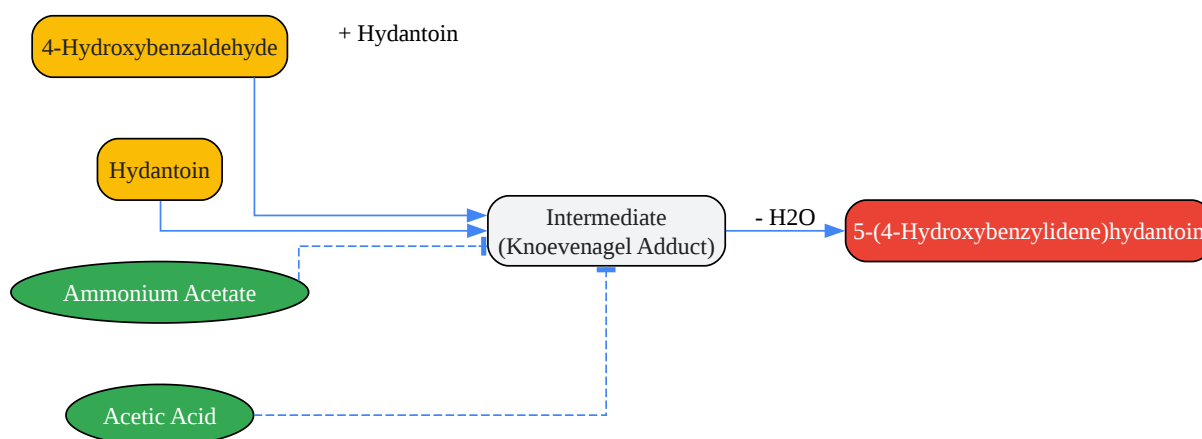 4-Hydroxybenzaldehyde
+ Hydantoin
Hydantoin
Intermediate
(Knoevenagel Adduct)
- H2O
5-(4-Hydroxybenzylidene)hydantoin
Ammonium Acetate
Acetic Acid